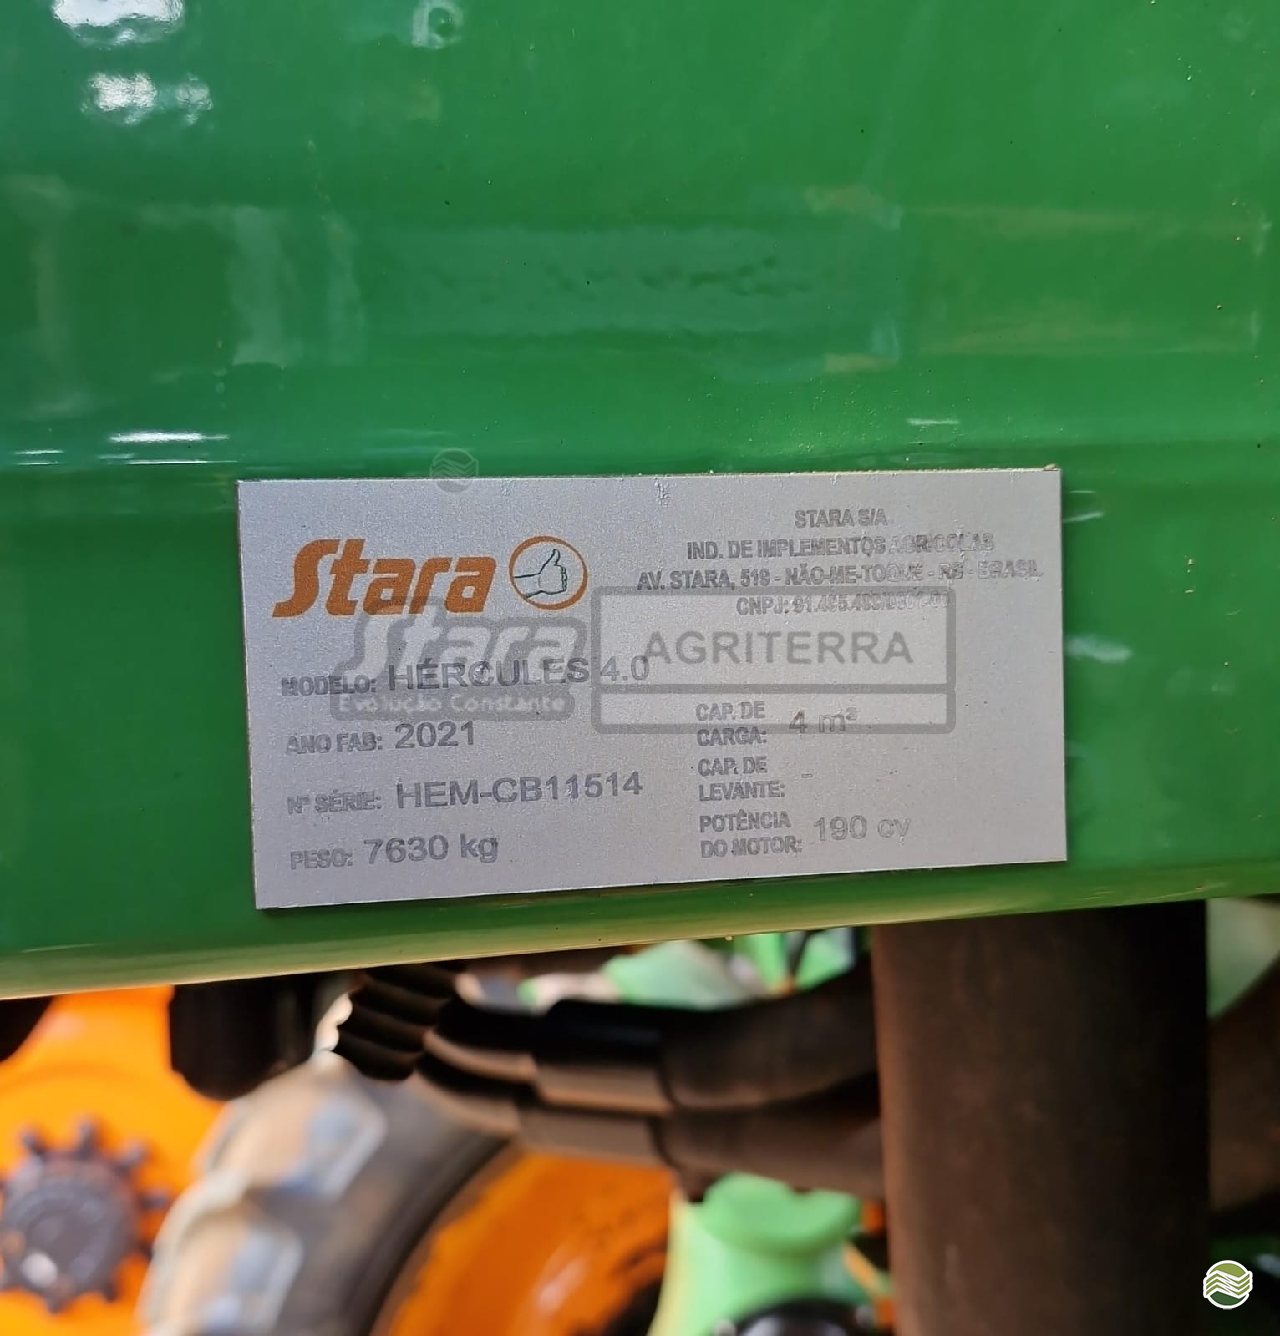 Stara
STARA S/A
IND. DE IMPLEMENTOS AGRICOLAS
AV. STARA, 519 - NÃO-ME-TOQUE - RS - BRASIL
CNPJ:
Stara
AGRITERRA
Evolução Constante
MODELO: HÉRCULES 4.0
ANO FAB: 2021
CAP. DE CARGA: 4 m³
Nº SÉRIE: HEM-CB11514
CAP. DE LEVANTE: -
PESO: 7630 kg
POTÊNCIA DO MOTOR: 190 cv